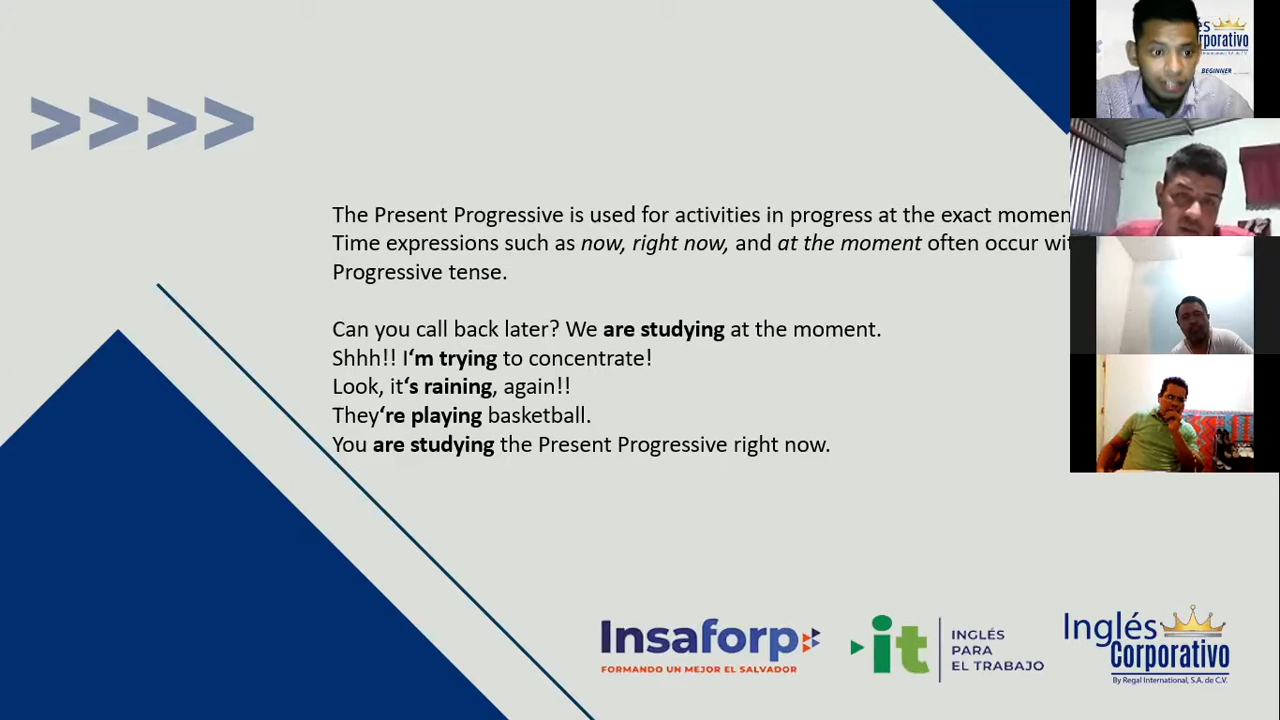 >>>>
The Present Progressive is used for activities in progress at the exact
Time expressions such as now, right now, and at the moment often occur
Progressive tense.
Can you call back later? We are studying at the moment.
Shhh!! I‘m trying to concentrate!
Look, it‘s raining, again!!
They‘re playing basketball.
You are studying the Present Progressive right now.
Insaforp
FORMANDO UN MEJOR EL SALVADOR
it
INGLÉS
PARA
EL TRABAJO
Inglés
Corporativo
By Regal International, S.A. de C.V.
BEGINNER